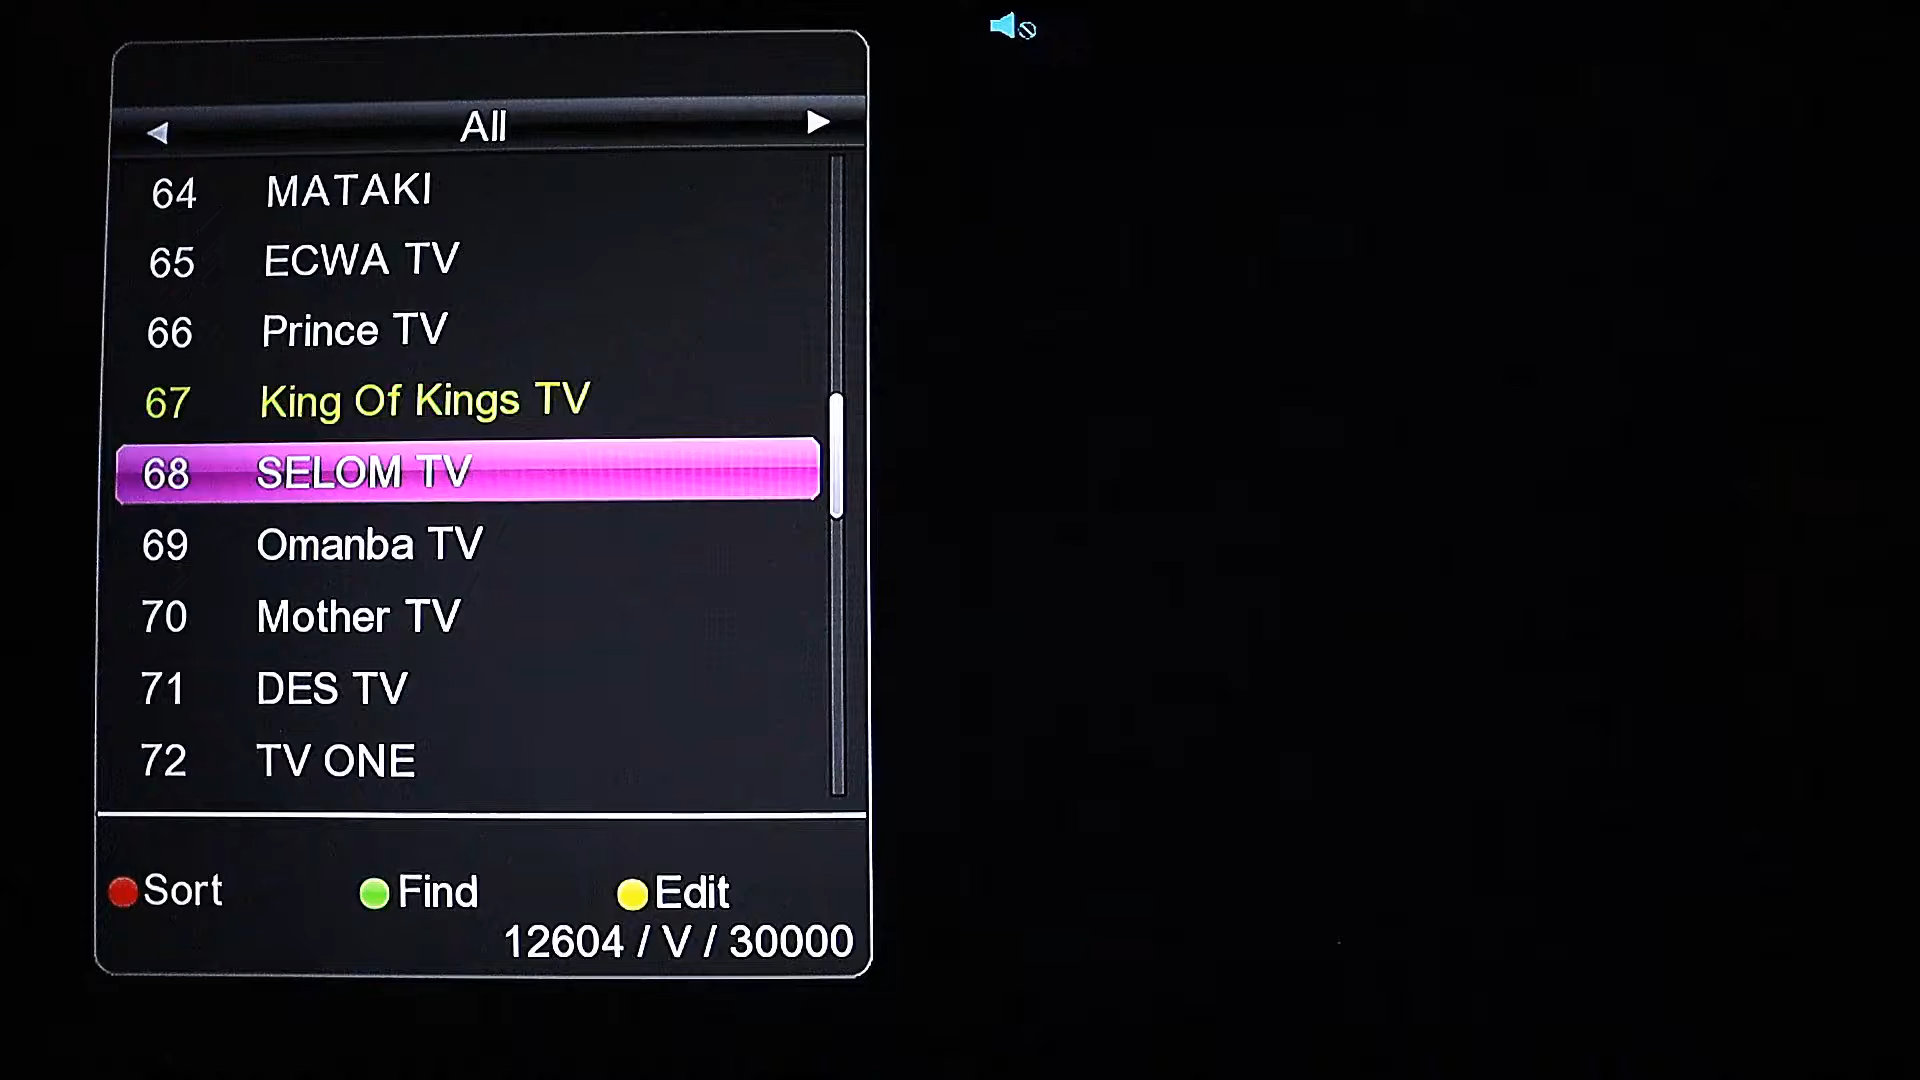 All
64 MATAKI
65 ECWA TV
66 Prince TV
67 King Of Kings TV
68 SELOM TV
69 Omanba TV
70 Mother TV
71 DES TV
72 TV ONE
Sort Find Edit
12604 / V / 30000